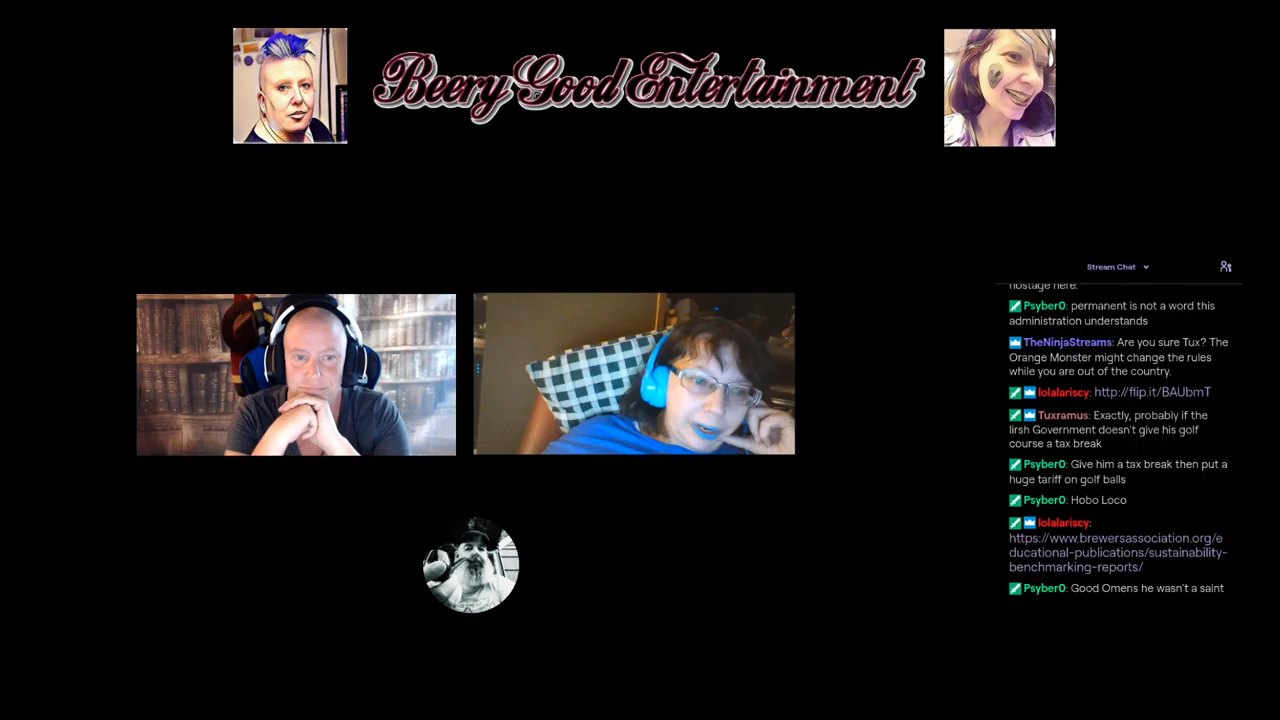 Beery Good Entertainment
Stream Chat
hostage here.
Psyber0: permanent is not a word this
administration understands
TheNinjaStreams: Are you sure Tux? The
Orange Monster might change the rules
while you are out of the country.
lolalariscy: http://flip.it/BAUbmT
Tuxramus: Exactly, probably if the
Iirsh Government doesn't give his golf
course a tax break
Psyber0: Give him a tax break then put a
huge tariff on golf balls
Psyber0: Hobo Loco
lolalariscy:
https://www.brewersassociation.org/e
ducational-publications/sustainability-
benchmarking-reports/
Psyber0: Good Omens he wasn't a saint